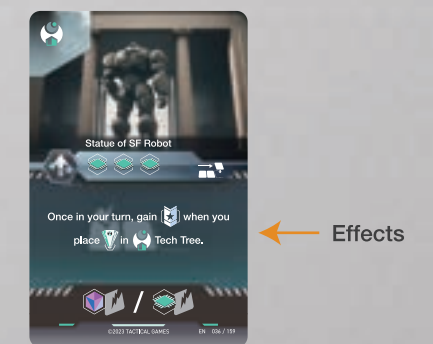 Statue of SF Robot
Once in your turn, gain when you
place in Tech Tree.
Effects
/
©2023 TACTICAL GAMES EN 036 / 159